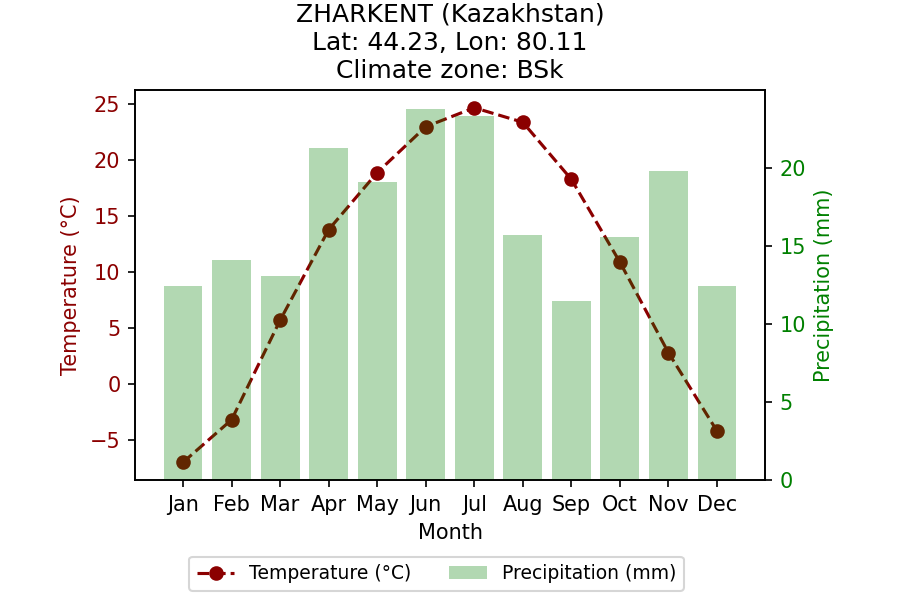 ZHARKENT (Kazakhstan)
Lat: 44.23, Lon: 80.11
Climate zone: BSk
25
20
15
10
5
0
−5
Temperature (°C)
20
15
10
5
0
Precipitation (mm)
Jan Feb Mar Apr May Jun Jul Aug Sep Oct Nov Dec
Month
Temperature (°C) Precipitation (mm)